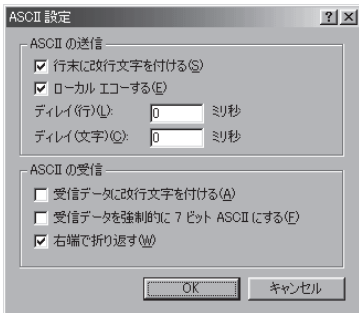 ASCII 設定
ASCII の送信
行末に改行文字を付ける(S)
ローカル エコーする(E)
ディレイ(行)(L): 0 ミリ秒
ディレイ(文字)(C): 0 ミリ秒
ASCII の受信
受信データに改行文字を付ける(A)
受信データを強制的に 7 ビット ASCII にする(F)
右端で折り返す(W)
OK キャンセル